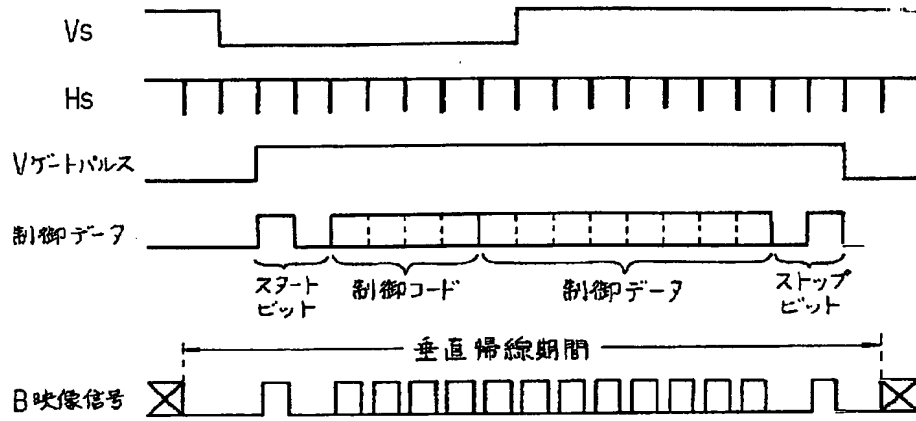 Vs
Hs
Vゲートパルス
制御データ
スタート
ビット
制御コード
制御データ
ストップ
ビット
垂直帰線期間
B映像信号